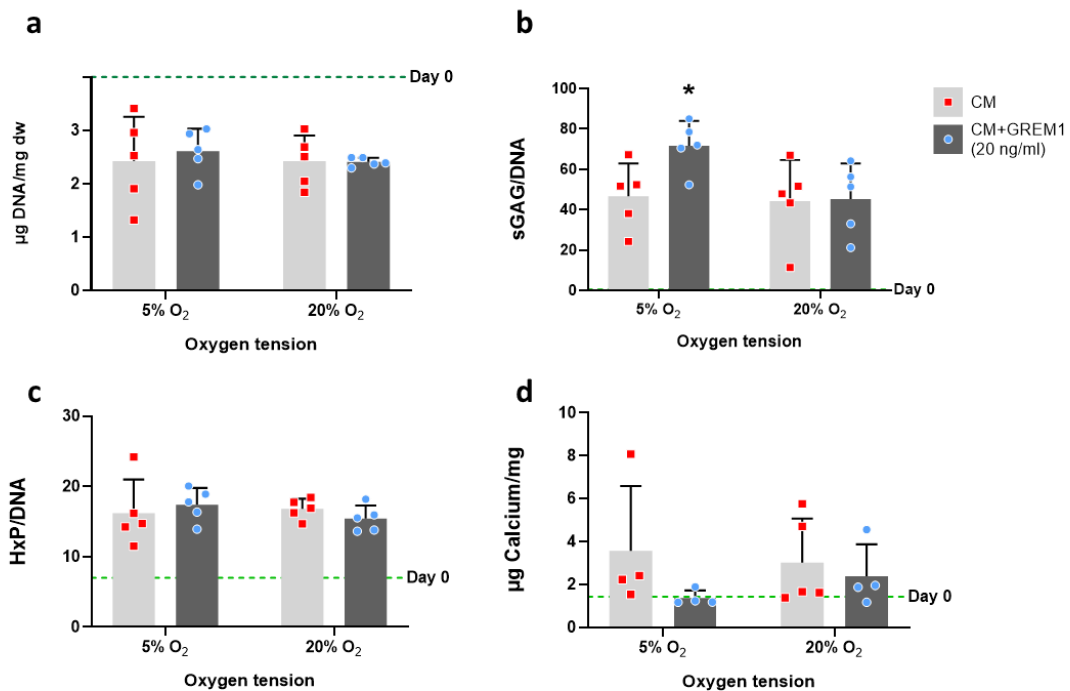 a
µg DNA/mg dw
3
2
1
0
Day 0
5% O₂
20% O₂
Oxygen tension
b
sGAG/DNA
100
80
60
40
20
0
*
Day 0
5% O₂
20% O₂
Oxygen tension
CM
CM+GREM1
(20 ng/ml)
c
HxP/DNA
30
20
10
0
Day 0
5% O₂
20% O₂
Oxygen tension
d
µg Calcium/mg
10
8
6
4
2
0
Day 0
5% O₂
20% O₂
Oxygen tension